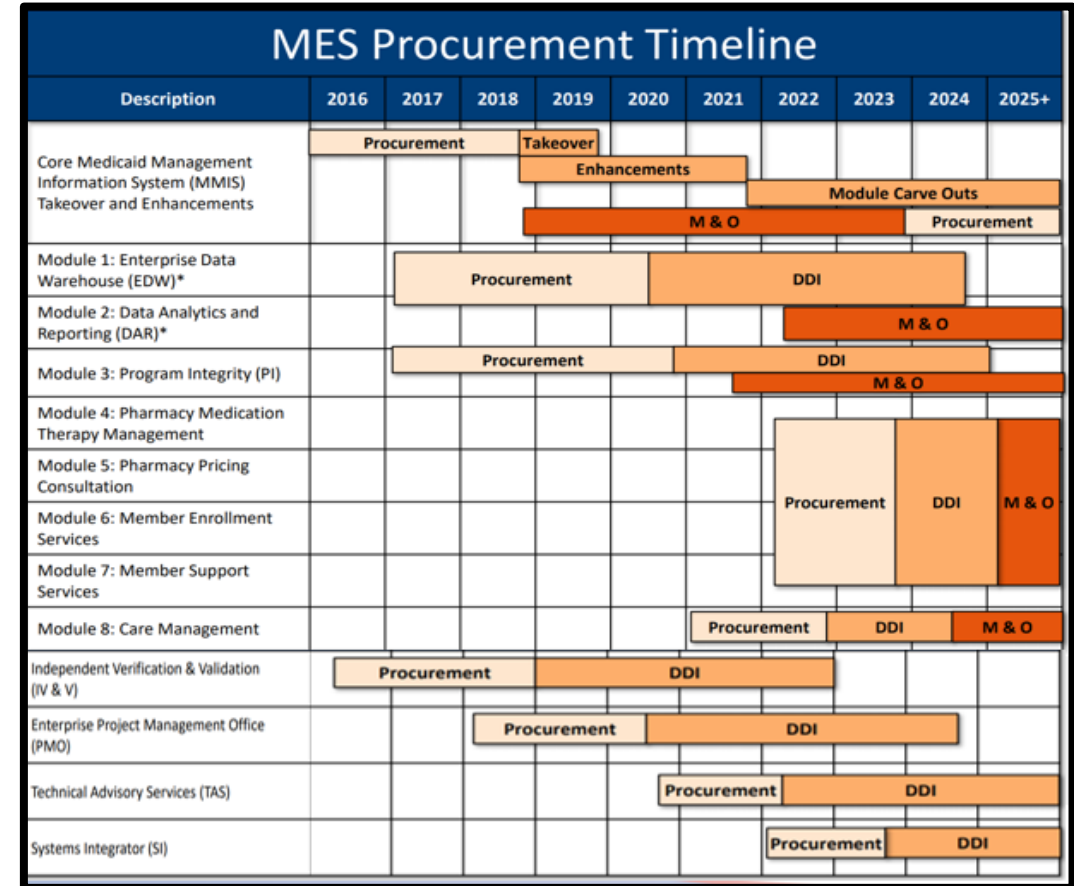 MES Procurement Timeline
Description 2016 2017 2018 2019 2020 2021 2022 2023 2024 2025+
Core Medicaid Management
Information System (MMIS)
Takeover and Enhancements
Procurement Takeover
Enhancements
Module Carve Outs
M & O Procurement
Module 1: Enterprise Data
Warehouse (EDW)*
Procurement DDI
Module 2: Data Analytics and
Reporting (DAR)*
M & O
Module 3: Program Integrity (PI)
Procurement DDI
M & O
Module 4: Pharmacy Medication
Therapy Management
Module 5: Pharmacy Pricing
Consultation
Module 6: Member Enrollment
Services
Module 7: Member Support
Services
Procurement DDI M & O
Module 8: Care Management
Procurement DDI M & O
Independent Verification & Validation
(IV & V)
Procurement DDI
Enterprise Project Management Office
(PMO)
Procurement DDI
Technical Advisory Services (TAS)
Procurement DDI
Systems Integrator (SI)
Procurement DDI